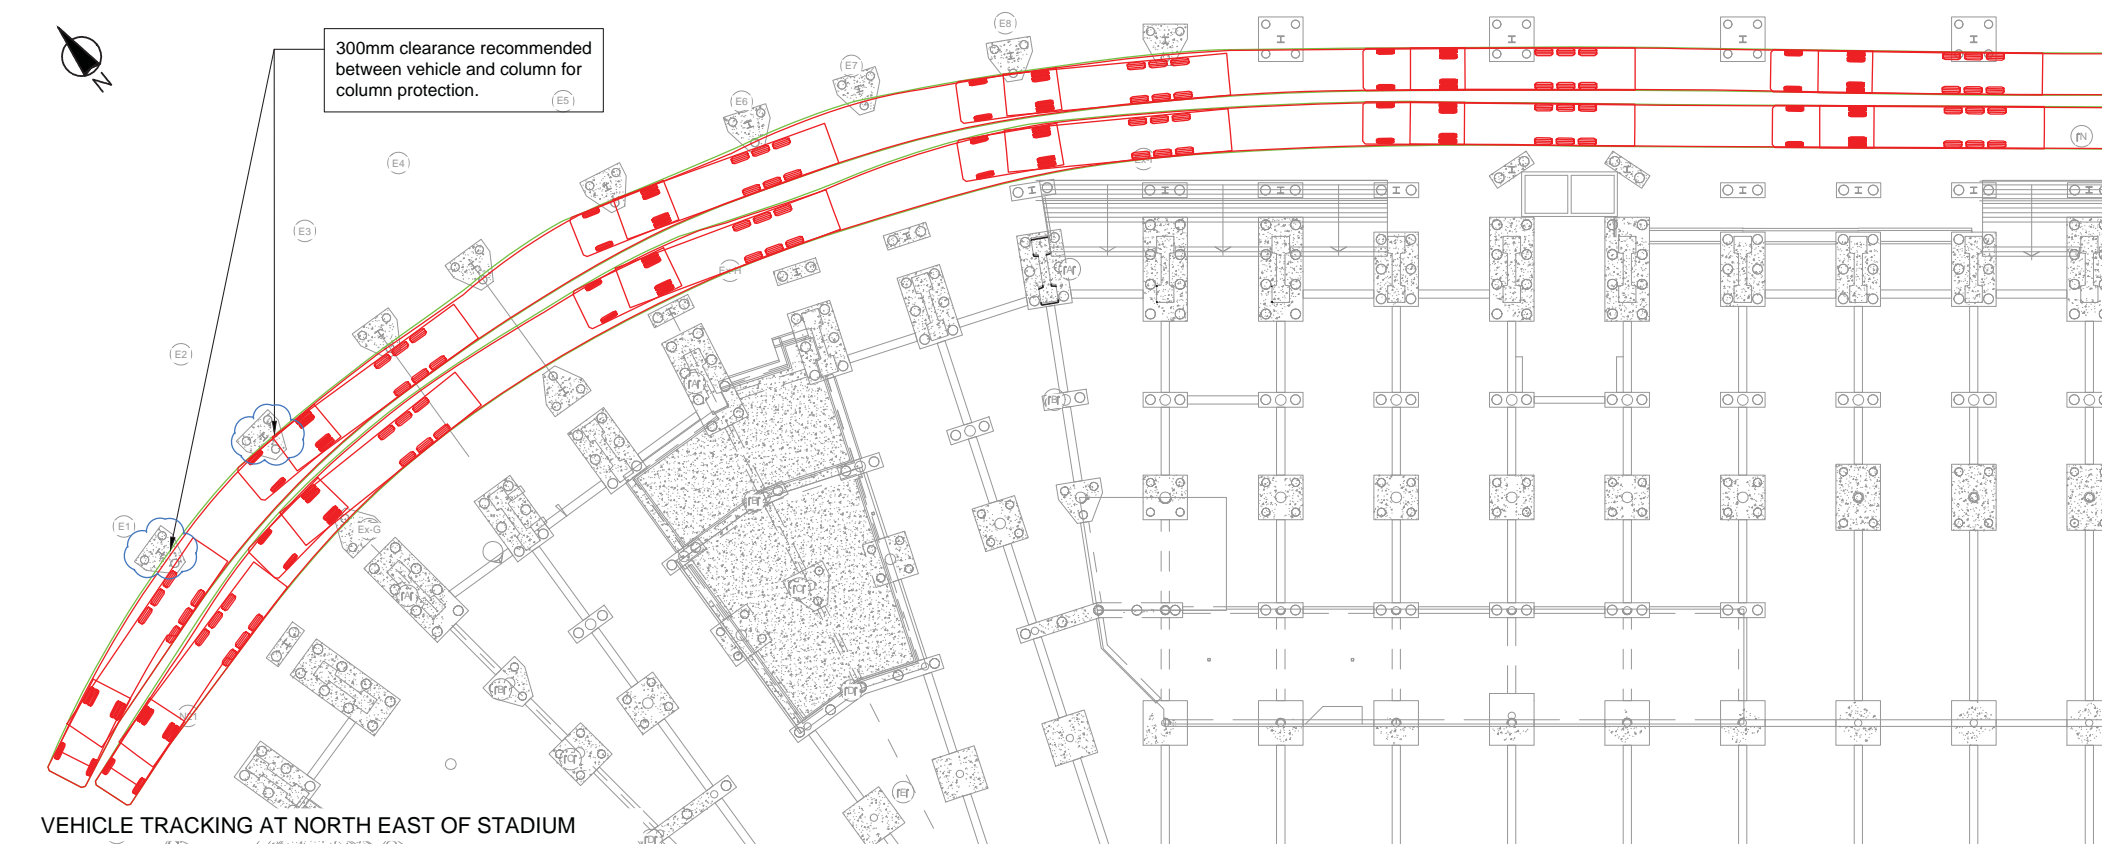 E8
300mm clearance recommended
between vehicle and column for
column protection.
E7
E6
E5
N
E4
E3
E2
E1
Ex-G
VEHICLE TRACKING AT NORTH EAST OF STADIUM